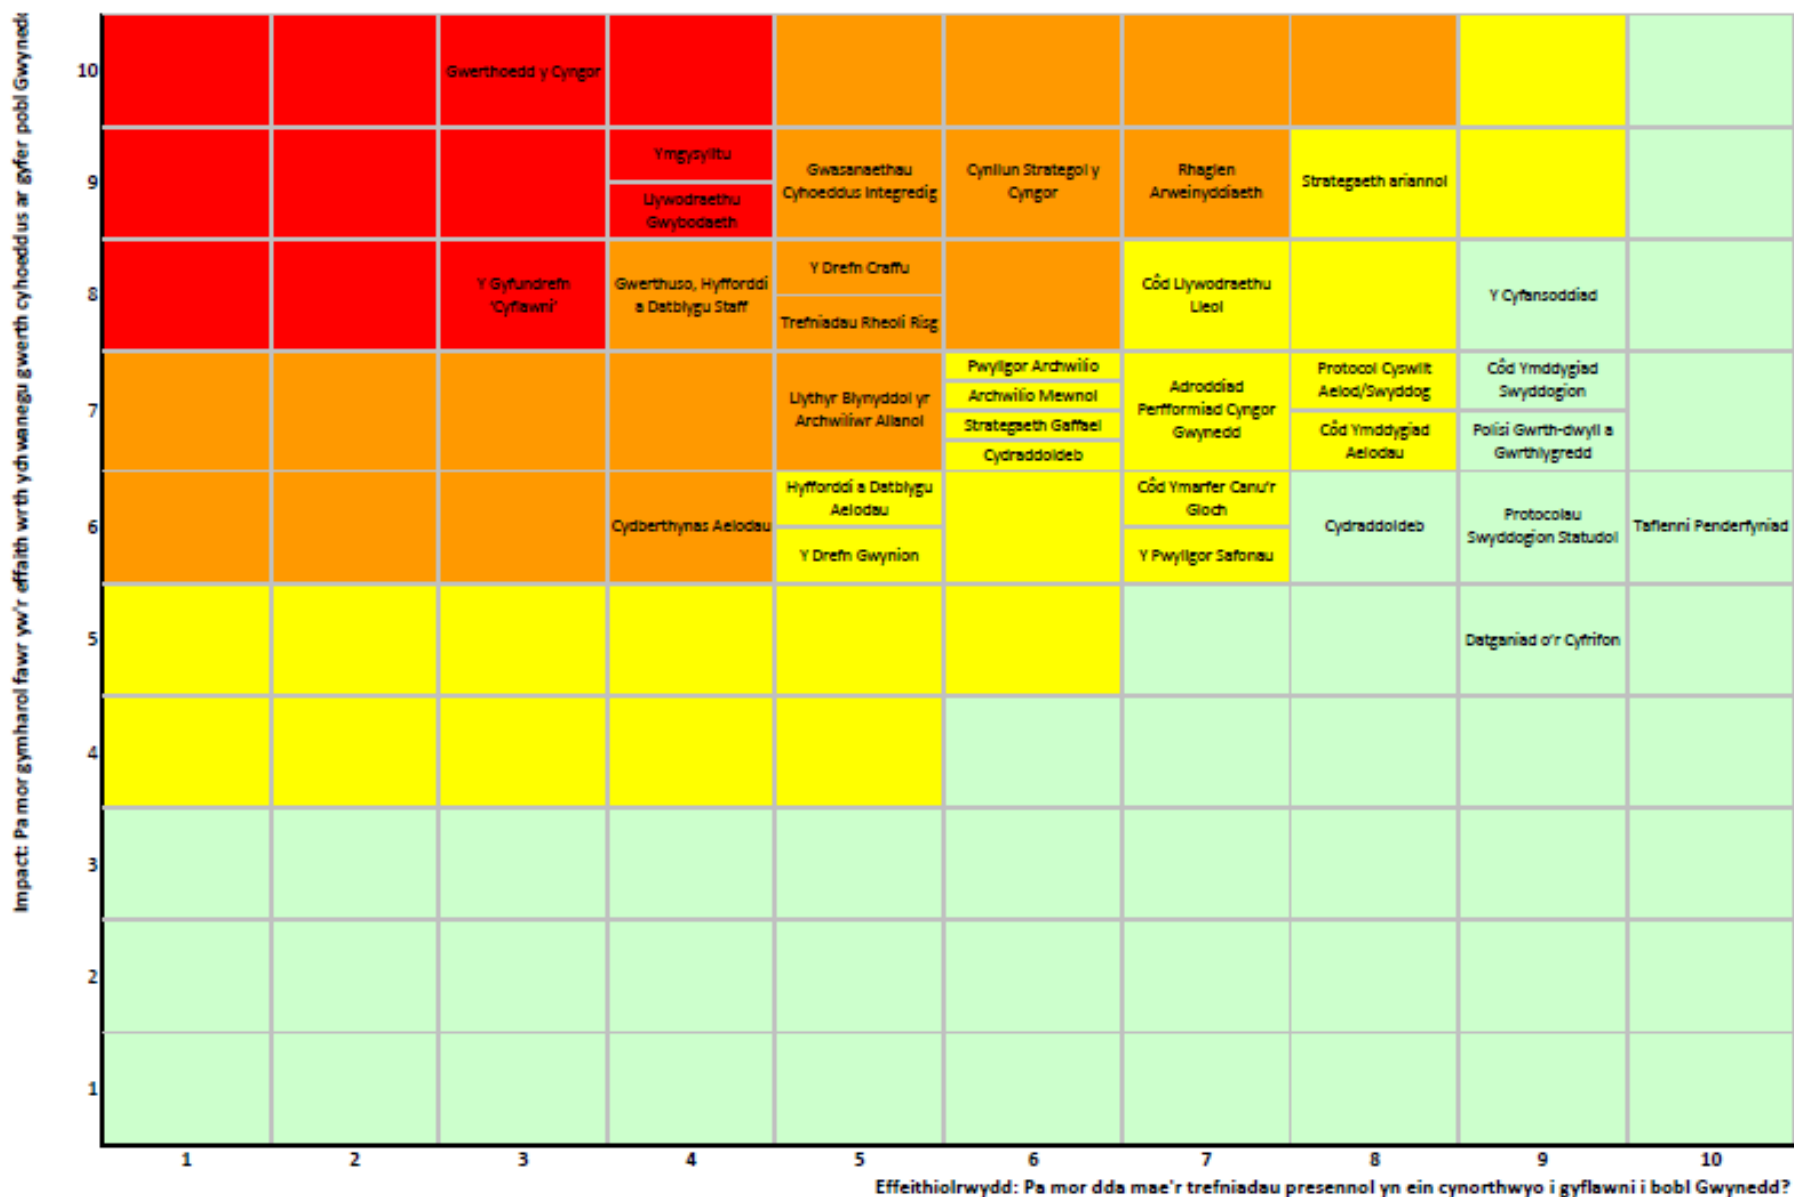 Impact: Pa mor gymharol fawr yw'r effaith wrth ychwanegu gwerth cyhoeddus ar gyfer pobl Gwynedd
10
Gwerthoedd y Cyngor
9
Ymgysylltu
Llywodraethu
Gwybodaeth
Gwasanaethau
Cyhoeddus Integredig
Cynllun Strategol y
Cyngor
Rhaglen
Arweinyddiaeth
Strategaeth ariannol
8
Y Gyfundrefn
'Cyflawni'
Gwerthuso, Hyfforddi
a Datblygu Staff
Y Drefn Craffu
Trefniadau Rheoli Risg
Côd Llywodraethu
Lleol
Y Cyfansoddiad
7
Llythyr Blynyddol yr
Archwiliwr Allanol
Pwyllgor Archwilio
Archwilio Mewnol
Strategaeth Gaffael
Cydraddoldeb
Adroddiad
Perfformiad Cyngor
Gwynedd
Protocol Cyswllt
Aelod/Swyddog
Côd Ymddygiad
Aelodau
Côd Ymddygiad
Swyddogion
Polisi Gwrth-dwyll a
Gwrthlygredd
6
Cydberthynas Aelodau
Hyfforddi a Datblygu
Aelodau
Y Drefn Gwynion
Côd Ymarfer Canu'r
Gloch
Y Pwyllgor Safonau
Cydraddoldeb
Protocolau
Swyddogion Statudol
Taflenni Penderfyniad
5
Datganiad o'r Cyfrifon
4
3
2
1
1 2 3 4 5 6 7 8 9 10
Effeithiolrwydd: Pa mor dda mae'r trefniadau presennol yn ein cynorthwyo i gyflawni i bobl Gwynedd?